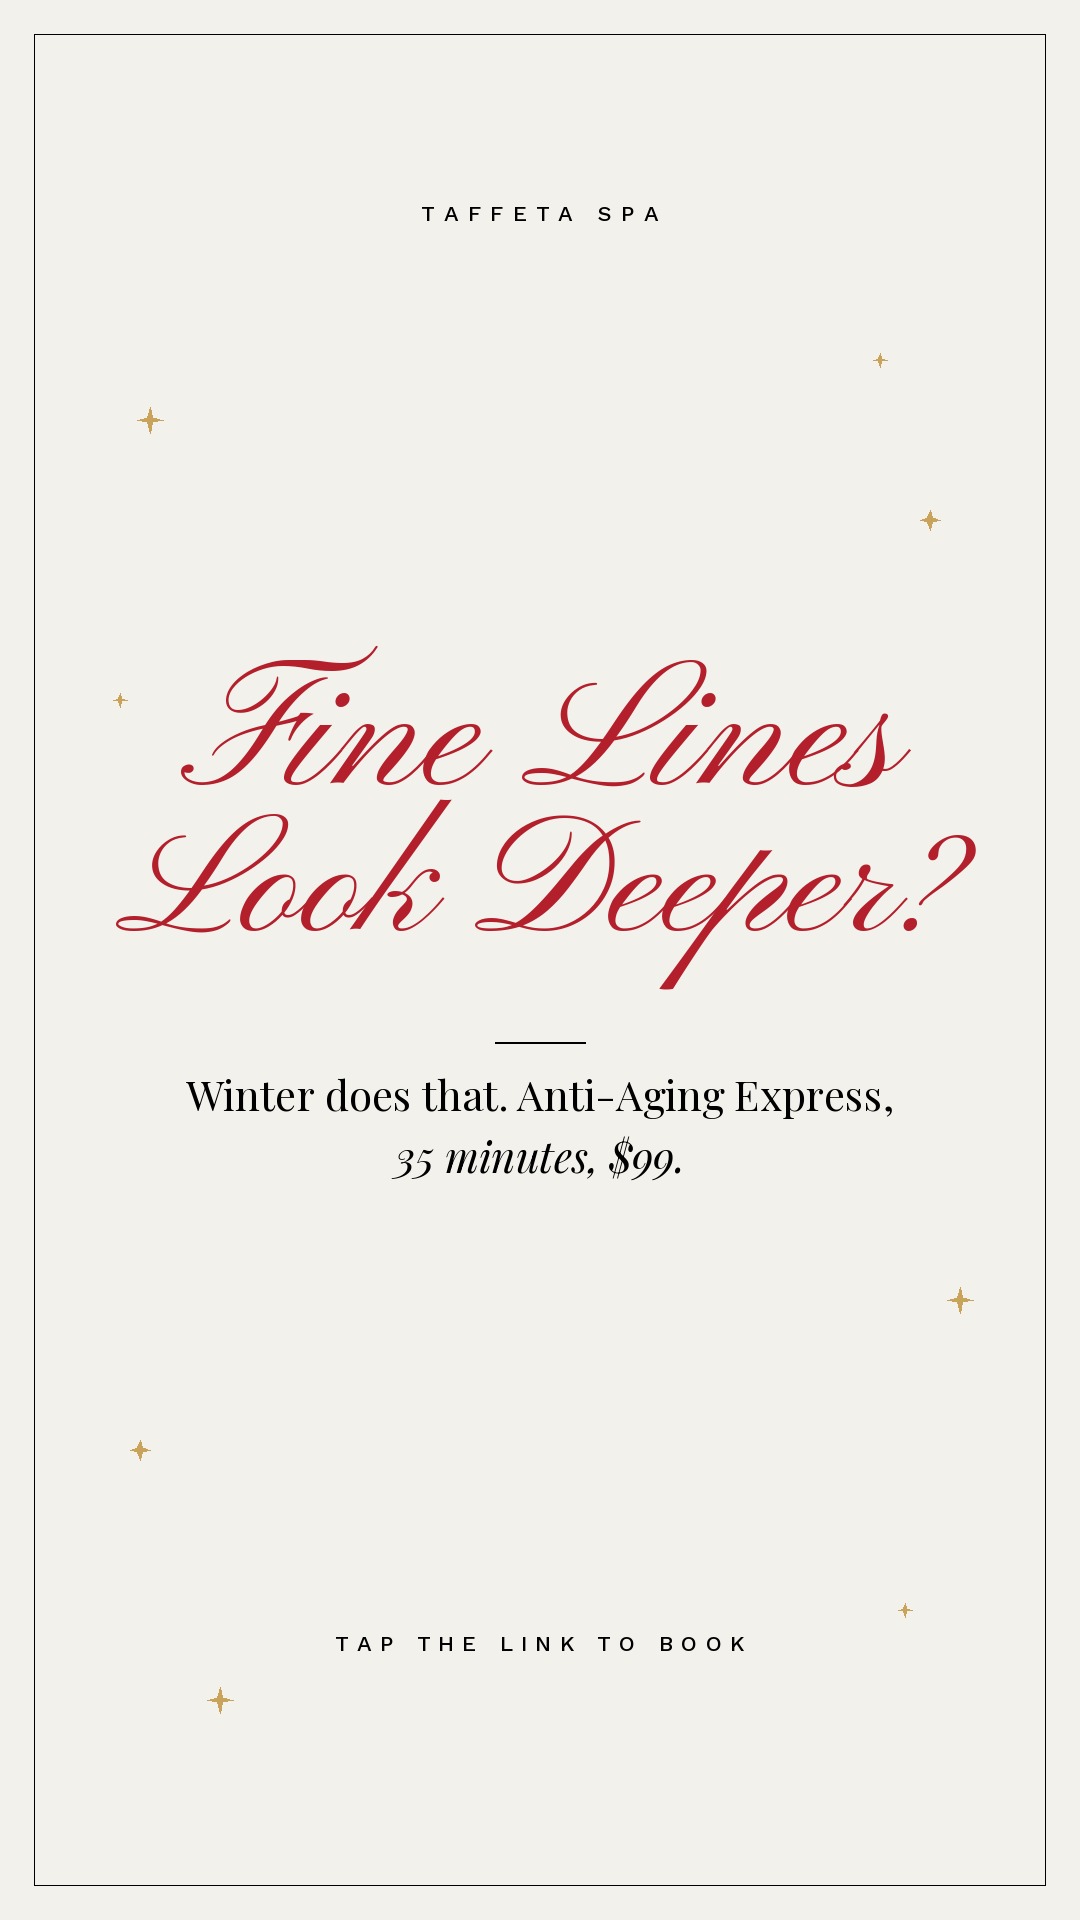 TAFFETA SPA
Fine Lines
Look Deeper?
Winter does that. Anti-Aging Express,
35 minutes, $99.
TAP THE LINK TO BOOK